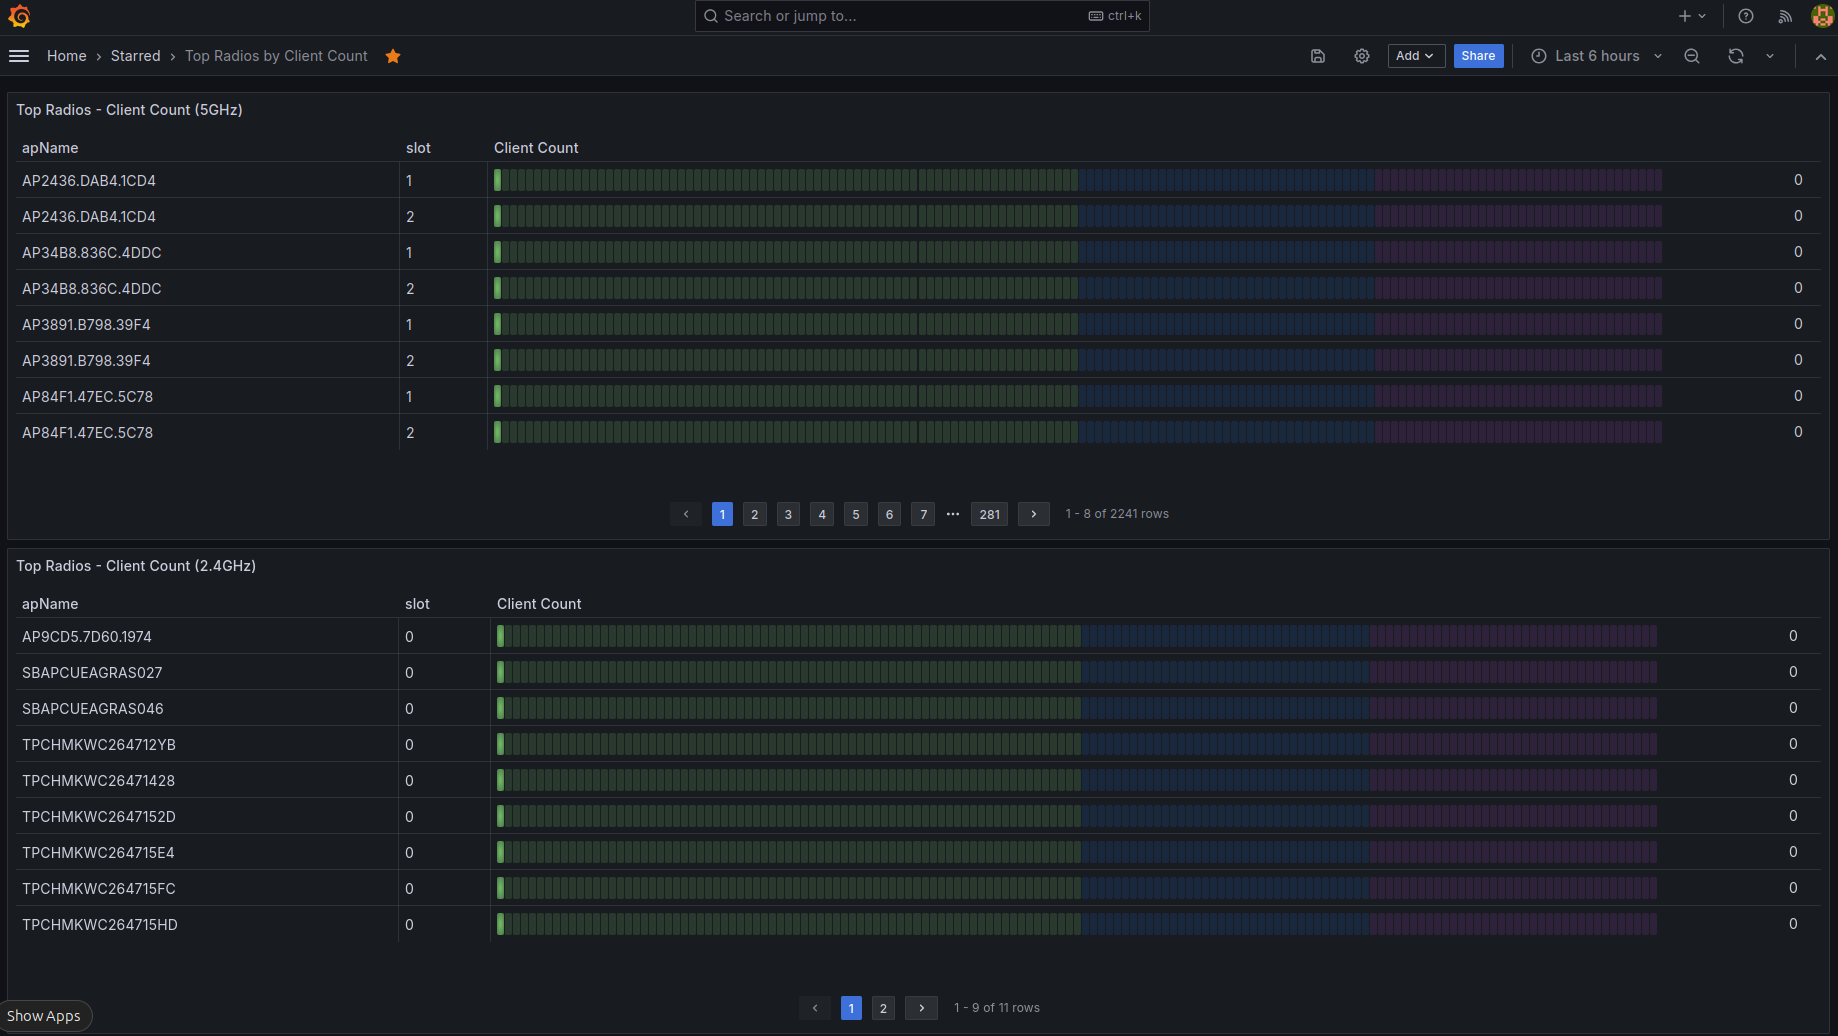 Search or jump to... ctrl+k
Home › Starred › Top Radios by Client Count Add Share Last 6 hours
Top Radios - Client Count (5GHz)
apName slot Client Count
AP2436.DAB4.1CD4 1 0
AP2436.DAB4.1CD4 2 0
AP34B8.836C.4DDC 1 0
AP34B8.836C.4DDC 2 0
AP3891.B798.39F4 1 0
AP3891.B798.39F4 2 0
AP84F1.47EC.5C78 1 0
AP84F1.47EC.5C78 2 0
‹ 1 2 3 4 5 6 7 ··· 281 › 1 - 8 of 2241 rows
Top Radios - Client Count (2.4GHz)
apName slot Client Count
AP9CD5.7D60.1974 0 0
SBAPCUEAGRAS027 0 0
SBAPCUEAGRAS046 0 0
TPCHMKWC264712YB 0 0
TPCHMKWC26471428 0 0
TPCHMKWC2647152D 0 0
TPCHMKWC264715E4 0 0
TPCHMKWC264715FC 0 0
TPCHMKWC264715HD 0 0
‹ 1 2 › 1 - 9 of 11 rows
Show Apps